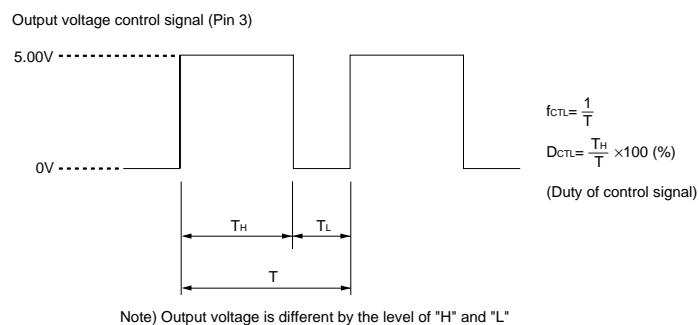 Output voltage control signal (Pin 3)
5.00V
0V
TH
TL
T
fCTL= 1/T
DCTL= TH/T ×100 (%)
(Duty of control signal)
Note) Output voltage is different by the level of "H" and "L"